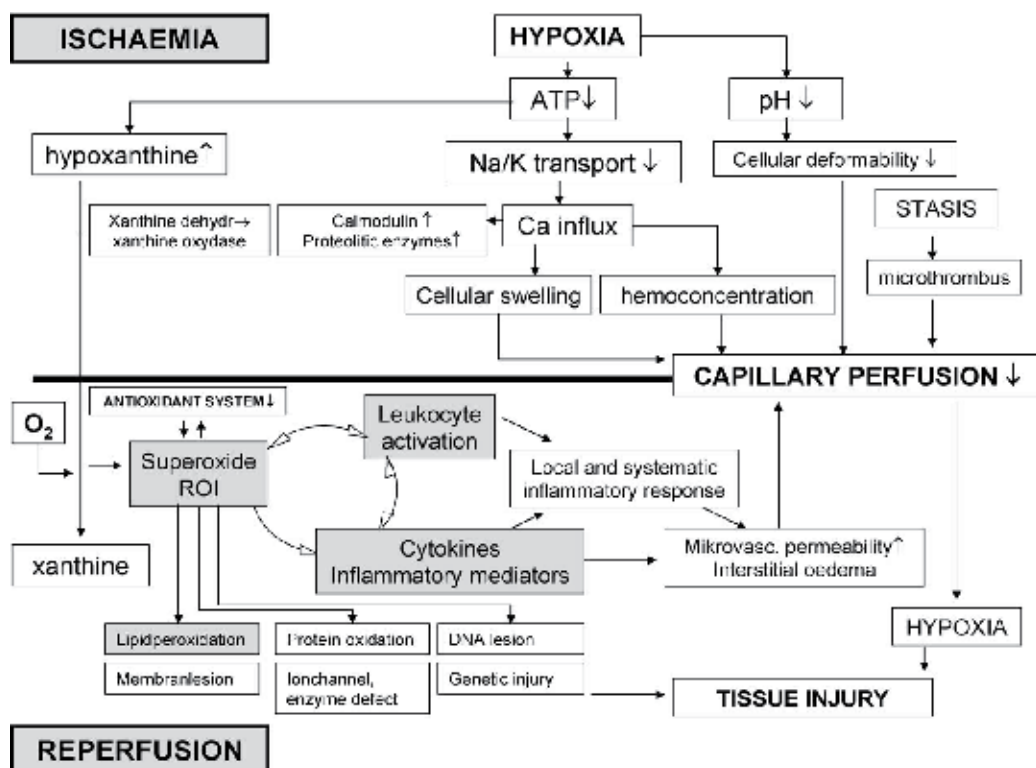 ISCHAEMIA
HYPOXIA
ATP↓
pH ↓
hypoxanthine↑
Na/K transport ↓
Cellular deformability ↓
STASIS
Xanthine dehydr→
xanthine oxydase
Calmodulin ↑
Proteolitic enzymes↑
Ca influx
microthrombus
Cellular swelling
hemoconcentration
CAPILLARY PERFUSION ↓
ANTIOXIDANT SYSTEM↓
O₂
Leukocyte
activation
Superoxide
ROI
Local and systematic
inflammatory response
xanthine
Cytokines
Inflammatory mediators
Mikrovasc. permeability↑
Interstitial oedema
HYPOXIA
Lipidperoxidation
Protein oxidation
DNA lesion
Membranlesion
Ionchannel,
enzyme defect
Genetic injury
TISSUE INJURY
REPERFUSION